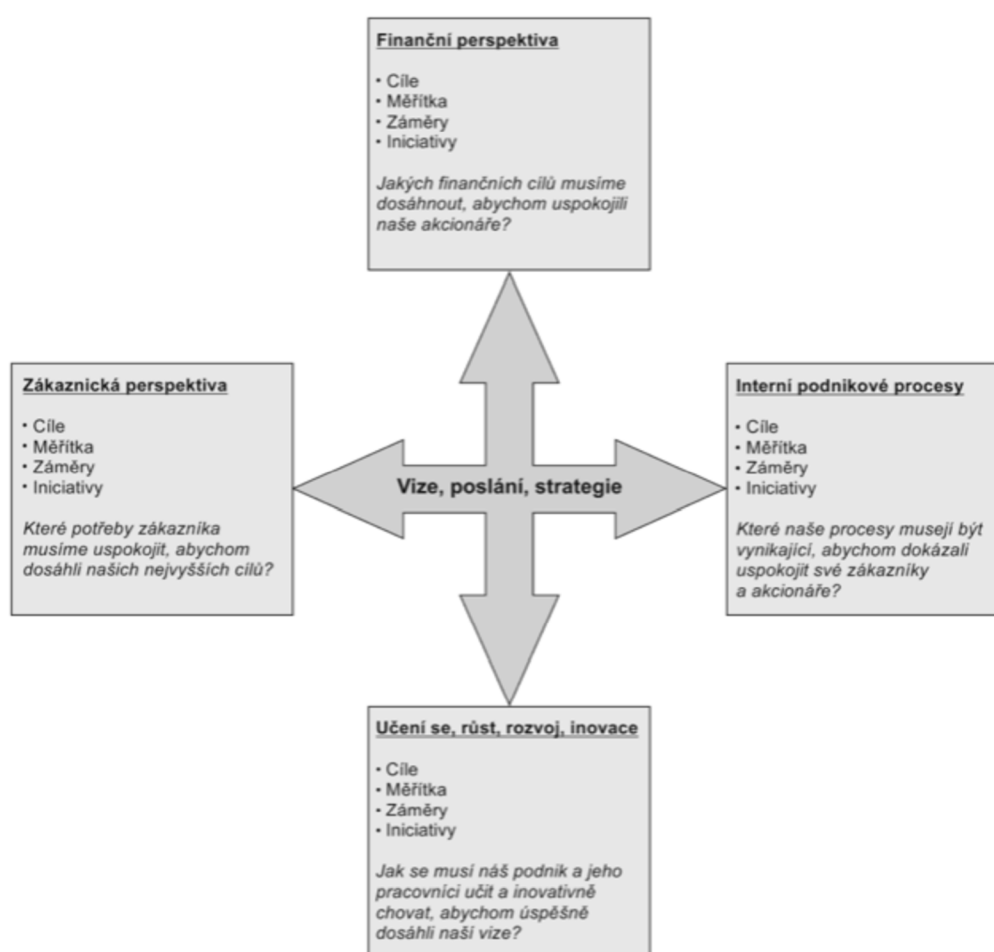 Finanční perspektiva
• Cíle
• Měřítka
• Záměry
• Iniciativy
Jakých finančních cílů musíme
dosáhnout, abychom uspokojili
naše akcionáře?
Zákaznická perspektiva
• Cíle
• Měřítka
• Záměry
• Iniciativy
Které potřeby zákazníka
musíme uspokojit, abychom
dosáhli našich nejvyšších cílů?
Vize, poslání, strategie
Interní podnikové procesy
• Cíle
• Měřítka
• Záměry
• Iniciativy
Které naše procesy musejí být
vynikající, abychom dokázali
uspokojit své zákazníky
a akcionáře?
Učení se, růst, rozvoj, inovace
• Cíle
• Měřítka
• Záměry
• Iniciativy
Jak se musí náš podnik a jeho
pracovníci učit a inovativně
chovat, abychom úspěšně
dosáhli naší vize?